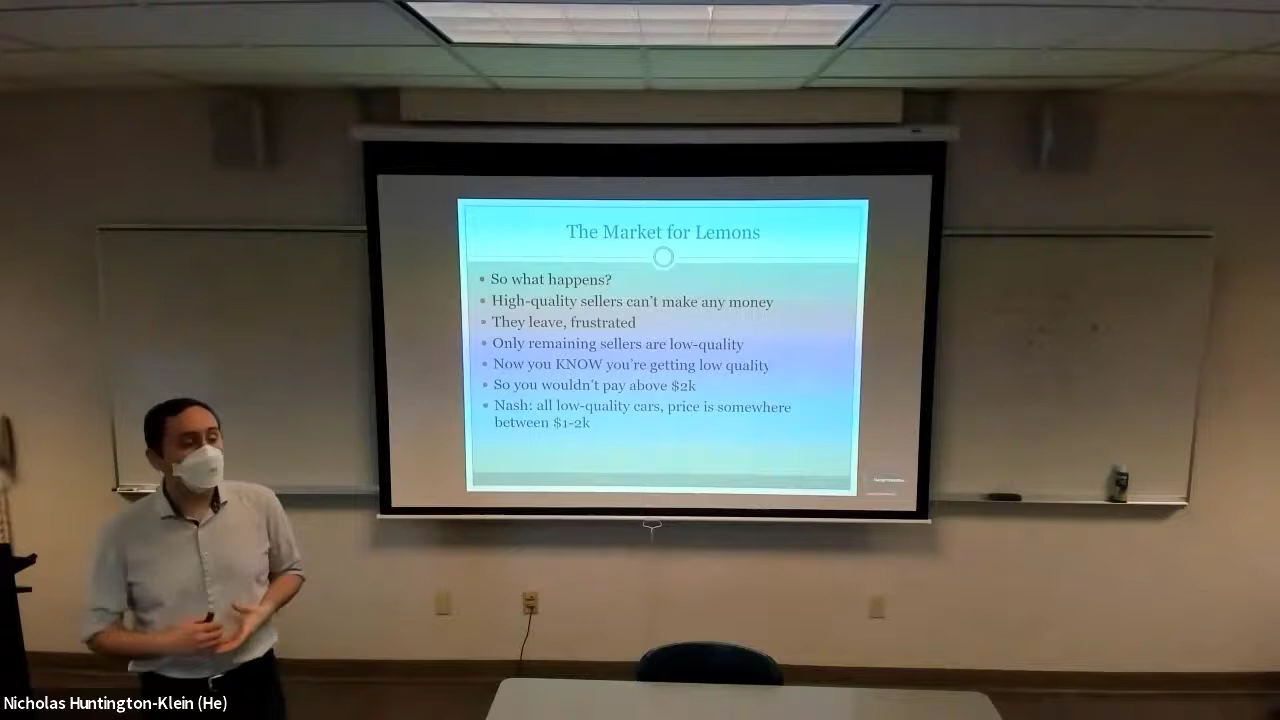 The Market for Lemons
• So what happens?
• High-quality sellers can't make any money
• They leave, frustrated
• Only remaining sellers are low-quality
• Now you KNOW you're getting low quality
• So you wouldn't pay above $2k
• Nash: all low-quality cars, price is somewhere
between $1-2k
Nicholas Huntington-Klein (He)